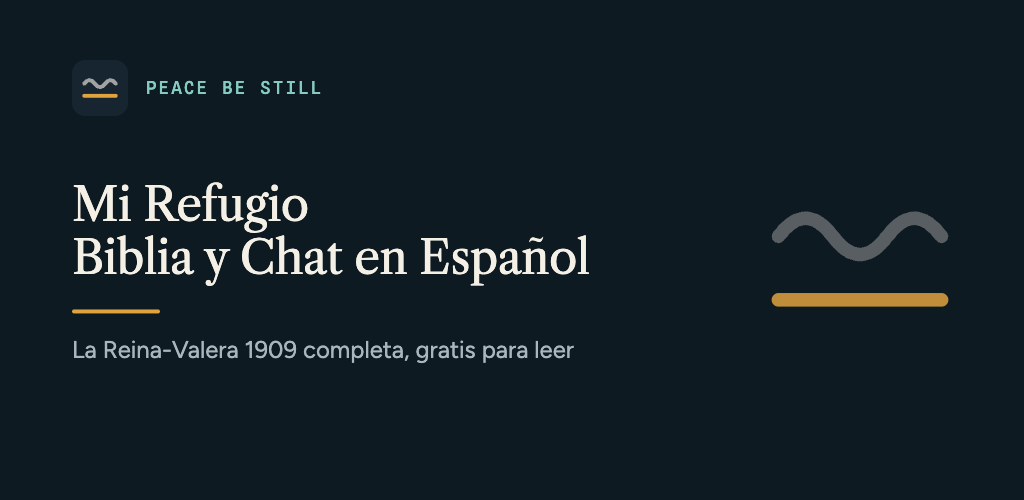 PEACE BE STILL
Mi Refugio
Biblia y Chat en Español
La Reina-Valera 1909 completa, gratis para leer